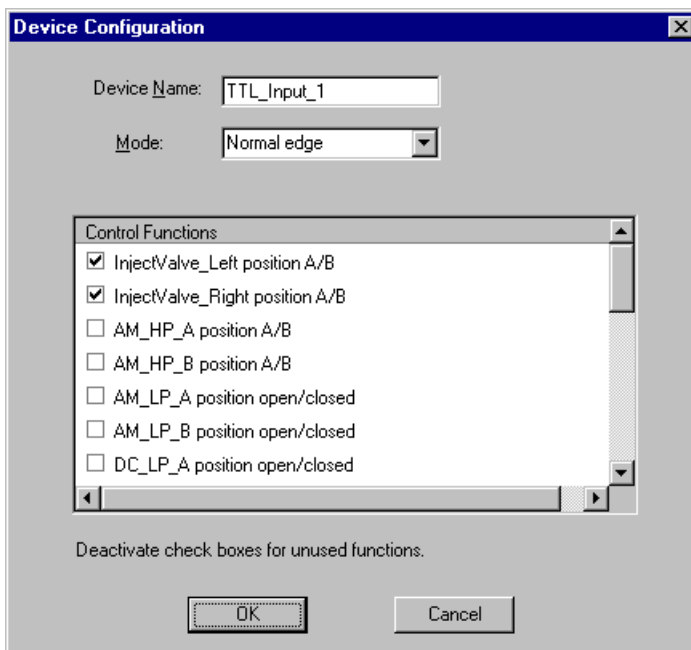 Device Configuration
Device Name: TTL_Input_1
Mode: Normal edge
Control Functions
InjectValve_Left position A/B
InjectValve_Right position A/B
AM_HP_A position A/B
AM_HP_B position A/B
AM_LP_A position open/closed
AM_LP_B position open/closed
DC_LP_A position open/closed
Deactivate check boxes for unused functions.
OK Cancel